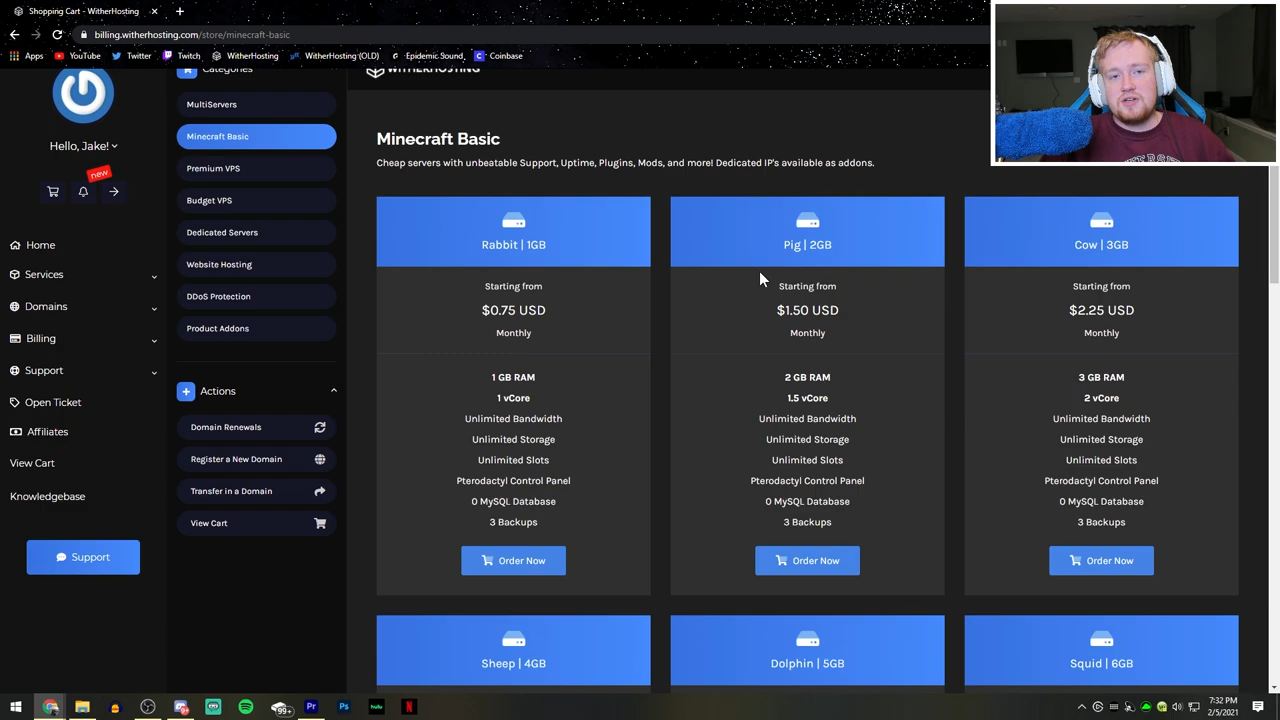 Shopping Cart - WitherHosting
billing.witherhosting.com/store/minecraft-basic
Apps
YouTube
Twitter
Twitch
WitherHosting
WitherHosting (OLD)
Epidemic Sound
Coinbase
Hello, Jake!
new
Home
Services
Domains
Billing
Support
Open Ticket
Affiliates
View Cart
Knowledgebase
Support
Categories
MultiServers
Minecraft Basic
Premium VPS
Budget VPS
Dedicated Servers
Website Hosting
DDoS Protection
Product Addons
Actions
Domain Renewals
Register a New Domain
Transfer in a Domain
View Cart
WITHERHOSTING
Minecraft Basic
Cheap servers with unbeatable Support, Uptime, Plugins, Mods, and more! Dedicated IP's available as addons.
Rabbit | 1GB
Starting from
$0.75 USD
Monthly
1 GB RAM
1 vCore
Unlimited Bandwidth
Unlimited Storage
Unlimited Slots
Pterodactyl Control Panel
0 MySQL Database
3 Backups
Order Now
Pig | 2GB
Starting from
$1.50 USD
Monthly
2 GB RAM
1.5 vCore
Unlimited Bandwidth
Unlimited Storage
Unlimited Slots
Pterodactyl Control Panel
0 MySQL Database
3 Backups
Order Now
Cow | 3GB
Starting from
$2.25 USD
Monthly
3 GB RAM
2 vCore
Unlimited Bandwidth
Unlimited Storage
Unlimited Slots
Pterodactyl Control Panel
0 MySQL Database
3 Backups
Order Now
Sheep | 4GB
Dolphin | 5GB
Squid | 6GB
99+
Pr
Ps
hulu
N
7:32 PM
2/5/2021